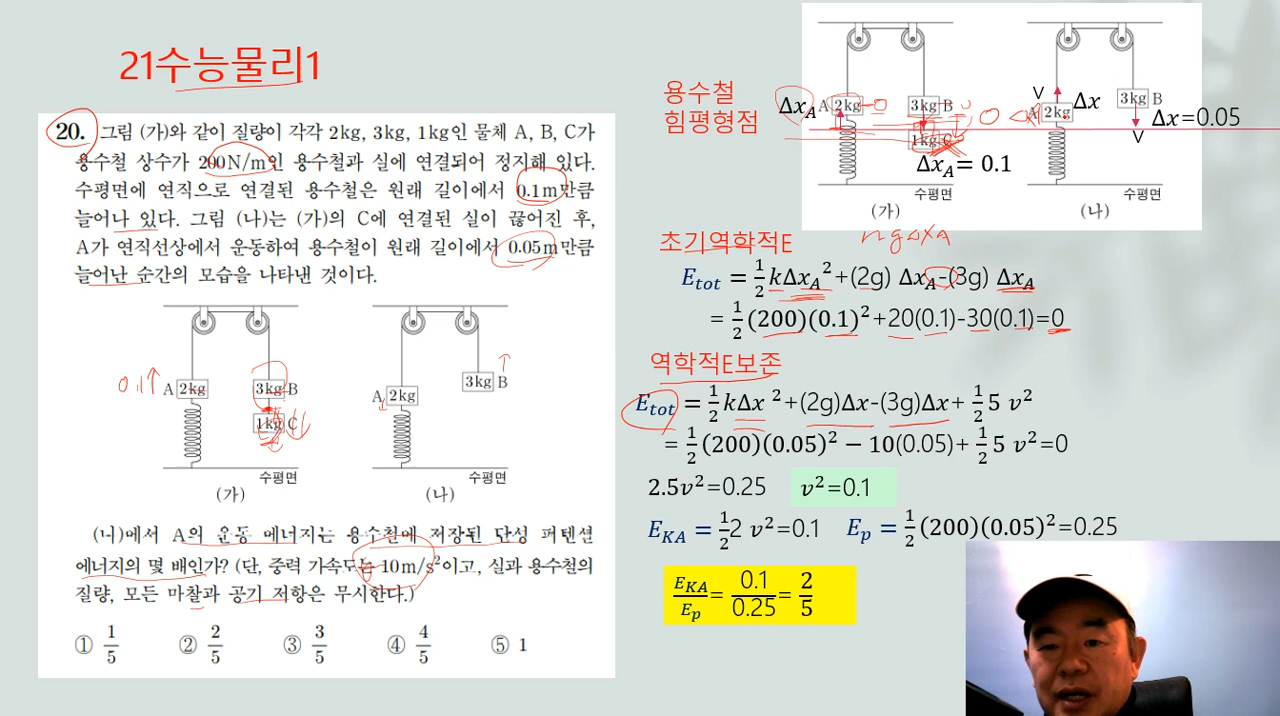 21수능물리1
20. 그림 (가)와 같이 질량이 각각 2kg, 3kg, 1kg인 물체 A, B, C가
용수철 상수가 200N/m인 용수철과 실에 연결되어 정지해 있다.
수평면에 연직으로 연결된 용수철은 원래 길이에서 0.1m만큼
늘어나 있다. 그림 (나)는 (가)의 C에 연결된 실이 끊어진 후,
A가 연직선상에서 운동하여 용수철이 원래 길이에서 0.05m만큼
늘어난 순간의 모습을 나타낸 것이다.
0.1↑ A 2kg 3kg B
1kg C
수평면
(가)
A 2kg 3kg B
수평면
(나)
(나)에서 A의 운동 에너지는 용수철에 저장된 탄성 퍼텐셜
에너지의 몇 배인가? (단, 중력 가속도는 10m/s²이고, 실과 용수철의
질량, 모든 마찰과 공기 저항은 무시한다.)
① 1/5 ② 2/5 ③ 3/5 ④ 4/5 ⑤ 1
용수철
힘평형점
Δx_A A 2kg 3kg B
1kg C
Δx_A= 0.1
수평면
(가)
V
A 2kg Δx 3kg B
Δx=0.05
V
수평면
(나)
초기역학적E
mgΔx_A
E_tot = 1/2 kΔx_A²+(2g) Δx_A-(3g) Δx_A
= 1/2 (200)(0.1)²+20(0.1)-30(0.1)=0
역학적E보존
E_tot = 1/2 kΔx ²+(2g)Δx-(3g)Δx+ 1/2 5 v²
= 1/2 (200)(0.05)² − 10(0.05)+ 1/2 5 v²=0
2.5v²=0.25 v²=0.1
E_KA = 1/2 2 v²=0.1 E_p = 1/2 (200)(0.05)²=0.25
E_KA/E_p = 0.1/0.25 = 2/5